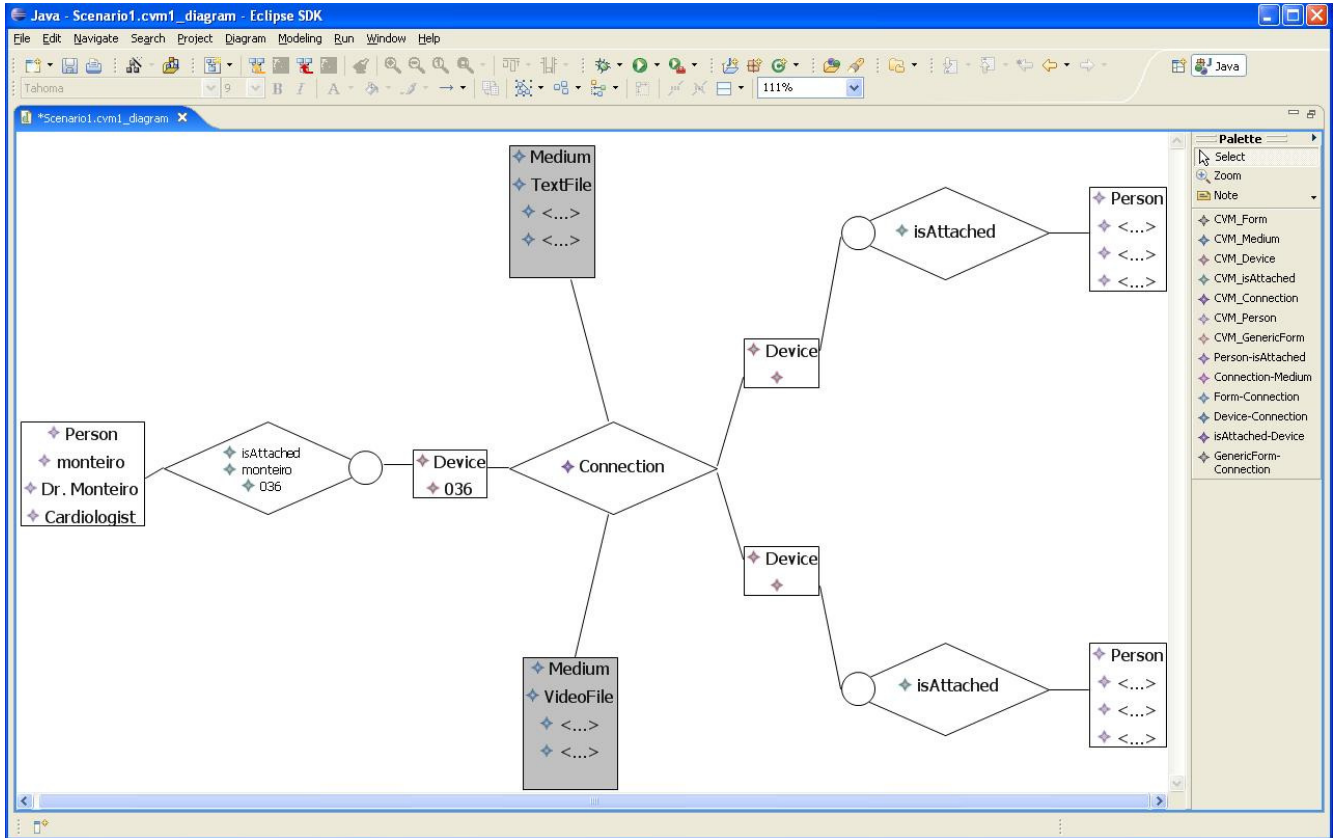 Java - Scenario1.cvm1_diagram - Eclipse SDK
File Edit Navigate Search Project Diagram Modeling Run Window Help
Java
Tahoma 9 B I A 111%
*Scenario1.cvm1_diagram
Medium
TextFile
<...>
<...>
isAttached
Person
<...>
<...>
<...>
Device
Person
monteiro
Dr. Monteiro
Cardiologist
isAttached
monteiro
036
Device
036
Connection
Device
Medium
VideoFile
<...>
<...>
isAttached
Person
<...>
<...>
<...>
Palette
Select
Zoom
Note
CVM_Form
CVM_Medium
CVM_Device
CVM_isAttached
CVM_Connection
CVM_Person
CVM_GenericForm
Person-isAttached
Connection-Medium
Form-Connection
Device-Connection
isAttached-Device
GenericForm-
Connection